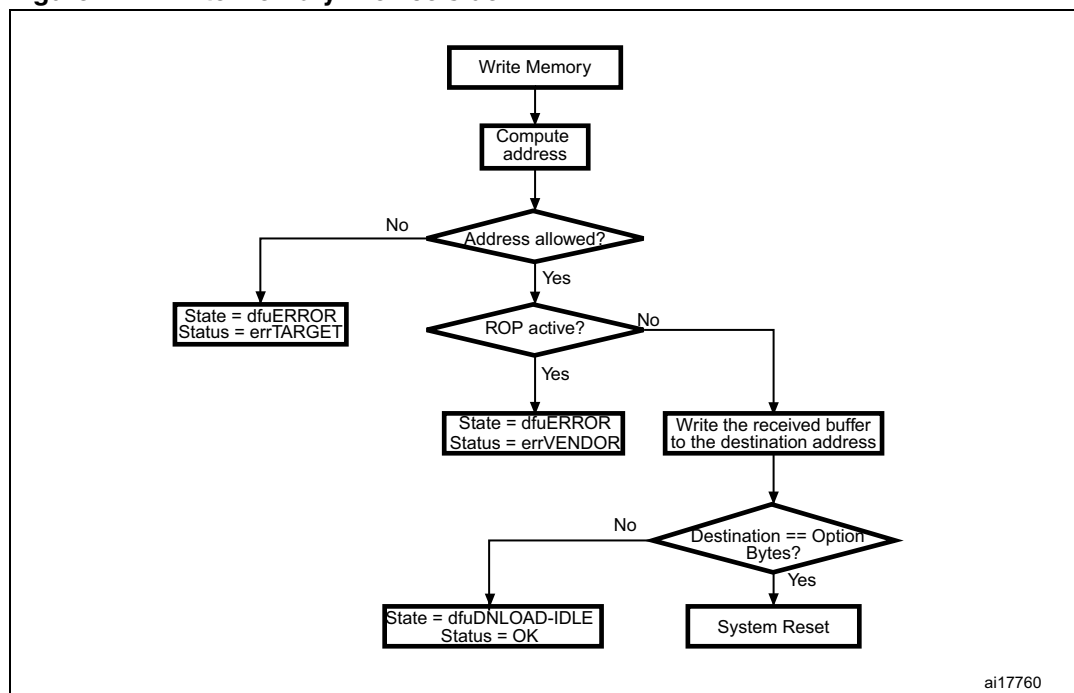 Write Memory
Compute
address
No
Address allowed?
Yes
State = dfuERROR
Status = errTARGET
ROP active?
No
Yes
State = dfuERROR
Status = errVENDOR
Write the received buffer
to the destination address
No
Destination == Option
Bytes?
Yes
State = dfuDNLOAD-IDLE
Status = OK
System Reset
ai17760